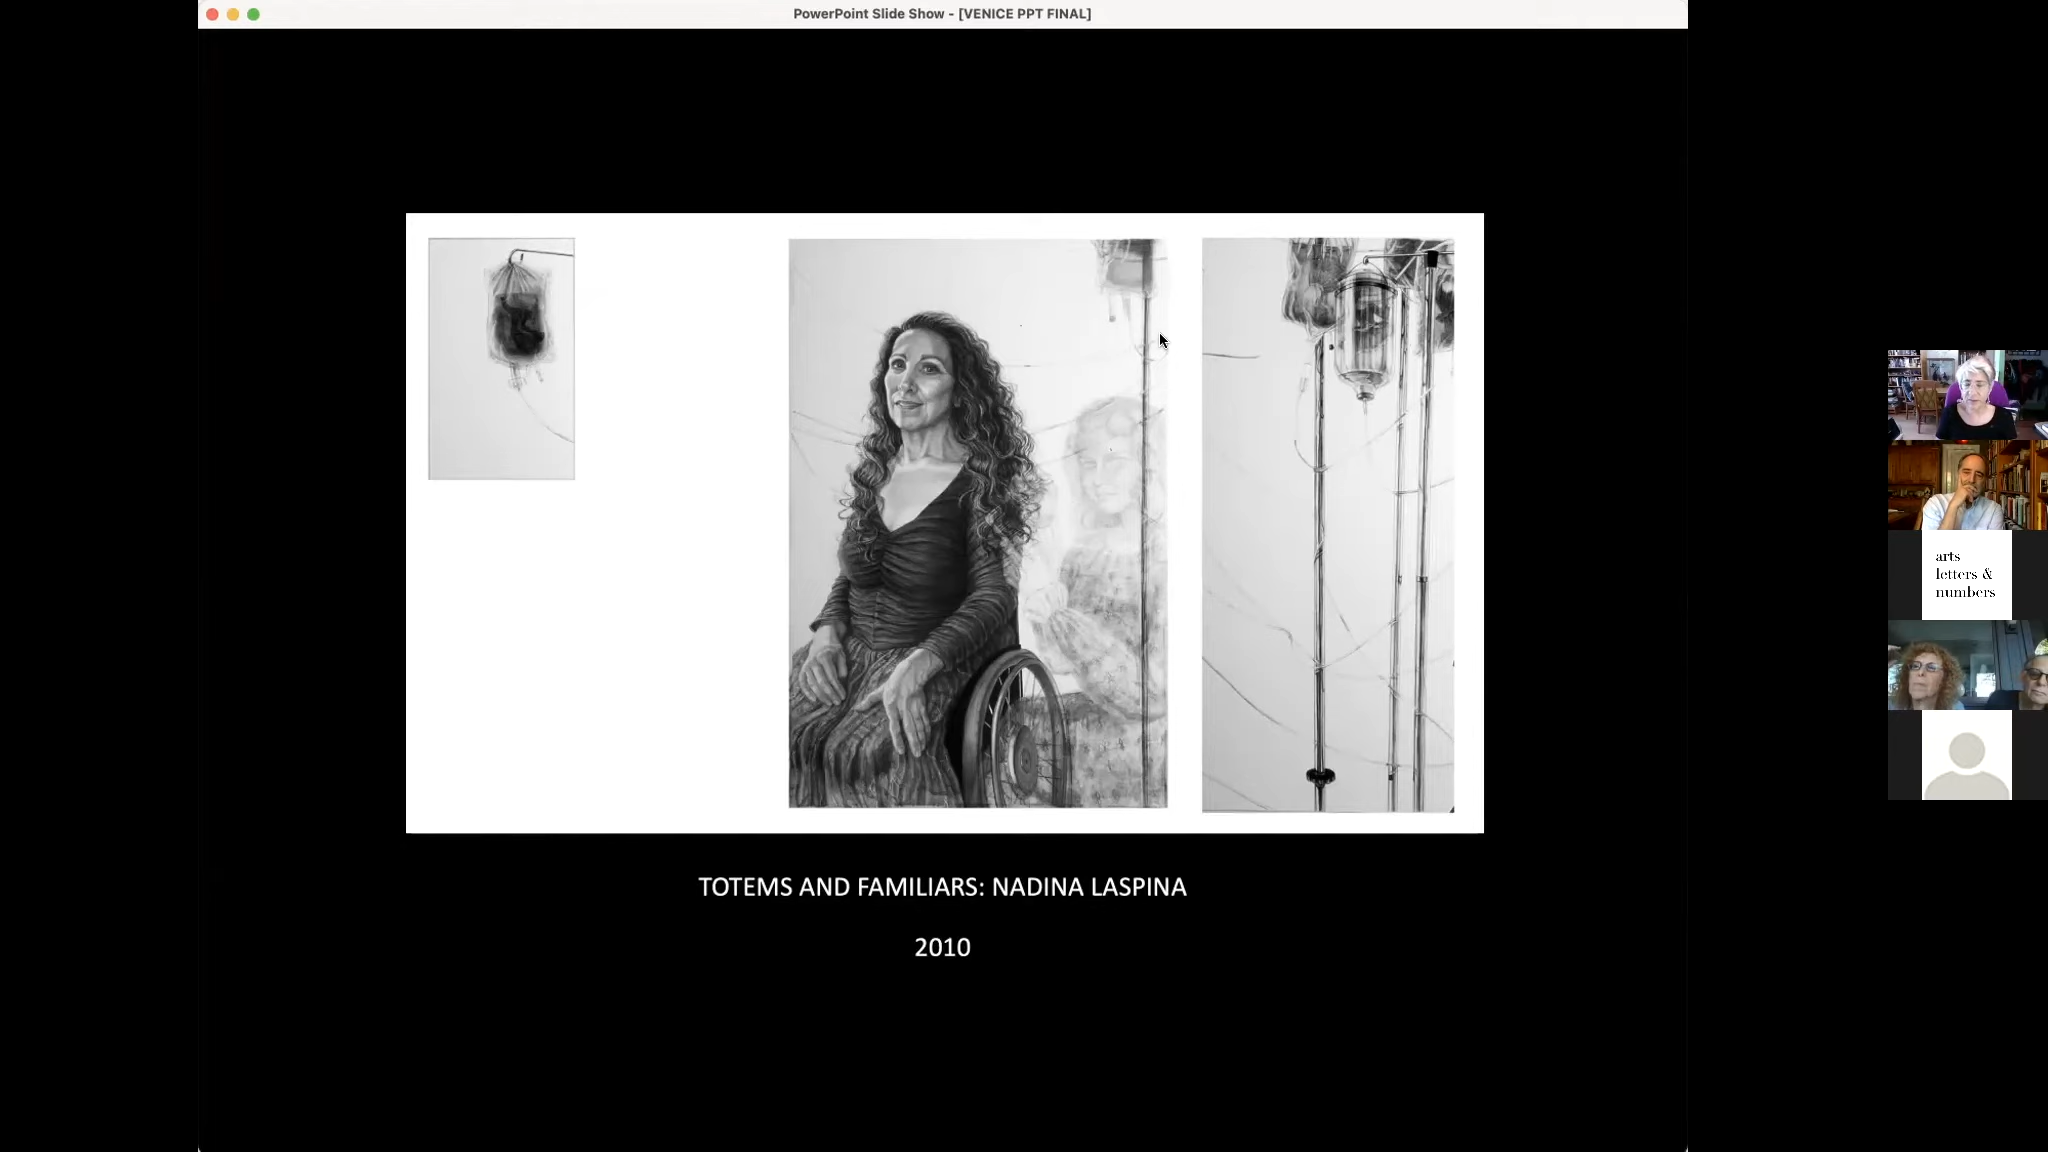 PowerPoint Slide Show - [VENICE PPT FINAL]
TOTEMS AND FAMILIARS: NADINA LASPINA
2010
arts
letters &
numbers